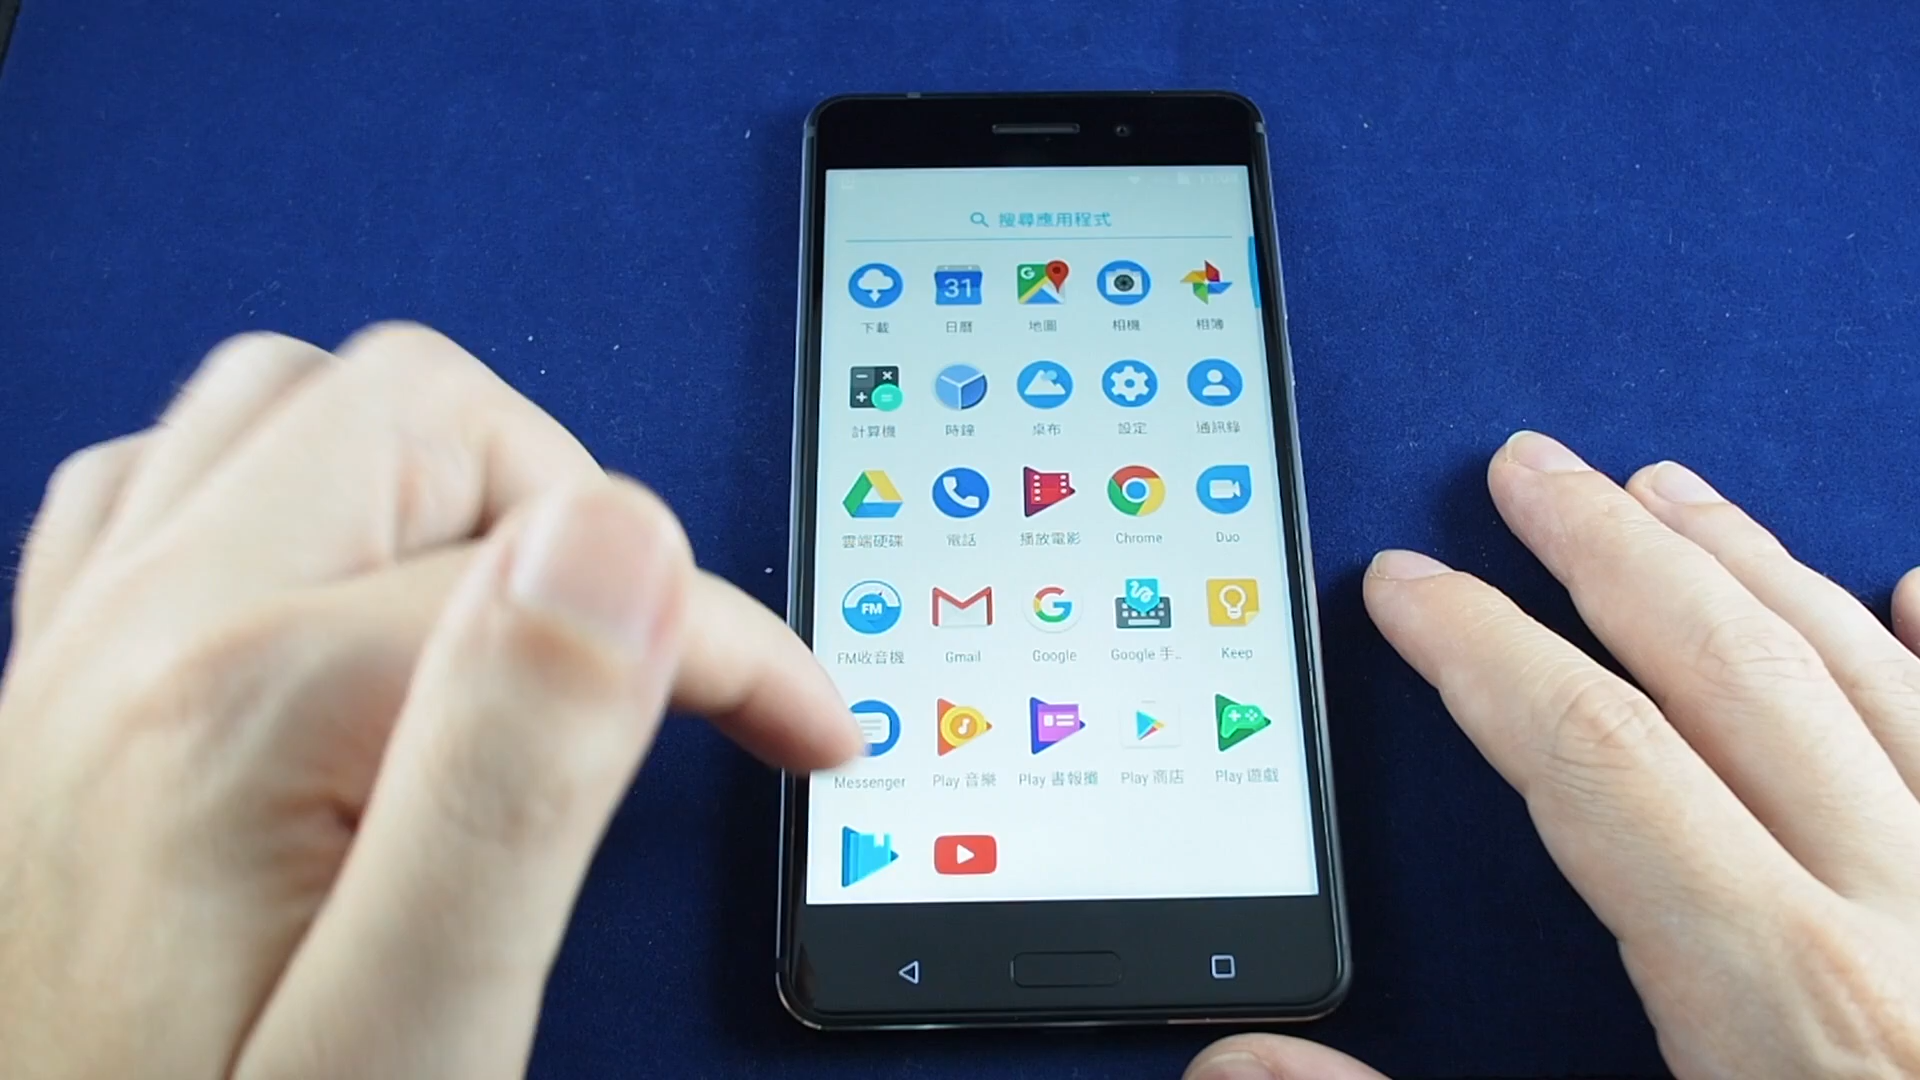 搜尋應用程式
31
G
下載 日曆 地圖 相機 相簿
計算機 時鐘 桌布 設定 通訊錄
雲端硬碟 電話 播放電影 Chrome Duo
FM
G
FM收音機 Gmail Google Google 手... Keep
Messenger Play 音樂 Play 書報攤 Play 商店 Play 遊戲